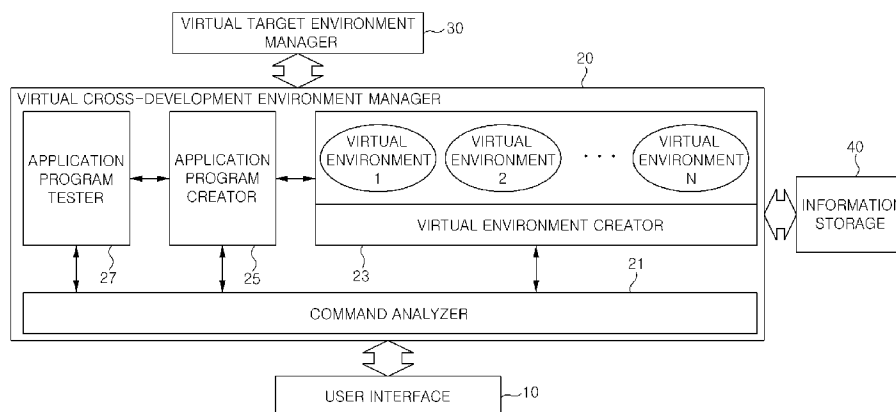 VIRTUAL TARGET ENVIRONMENT
MANAGER
30
20
VIRTUAL CROSS-DEVELOPMENT ENVIRONMENT MANAGER
APPLICATION
PROGRAM
TESTER
APPLICATION
PROGRAM
CREATOR
VIRTUAL
ENVIRONMENT
1
VIRTUAL
ENVIRONMENT
2
· · ·
VIRTUAL
ENVIRONMENT
N
VIRTUAL ENVIRONMENT CREATOR
40
INFORMATION
STORAGE
27
25
23
21
COMMAND ANALYZER
USER INTERFACE
10